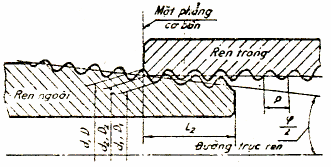 Mặt phẳng
cơ bản
Ren trong
Ren ngoài
P
φ/2
d, D
d₂, D₂
d₁, D₁
l₂
Đường trục ren